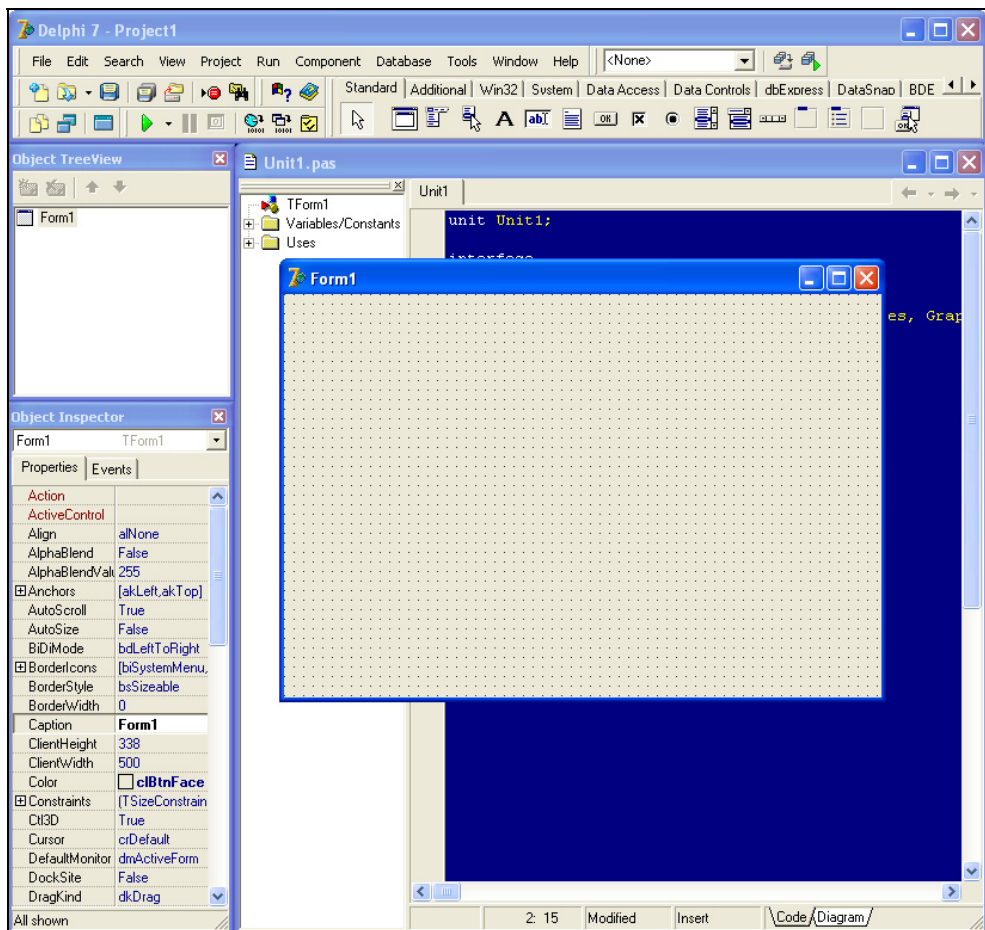 Delphi 7 - Project1
File Edit Search View Project Run Component Database Tools Window Help <None>
Standard Additional Win32 System Data Access Data Controls dbExpress DataSnap BDE
Object TreeView
Form1
Unit1.pas
TForm1
Variables/Constants
Uses
Unit1
unit Unit1;
interface
es, Grap
Form1
Object Inspector
Form1 TForm1
Properties Events
Action
ActiveControl
Align alNone
AlphaBlend False
AlphaBlendValu 255
Anchors [akLeft,akTop]
AutoScroll True
AutoSize False
BiDiMode bdLeftToRight
BorderIcons [biSystemMenu,
BorderStyle bsSizeable
BorderWidth 0
Caption Form1
ClientHeight 338
ClientWidth 500
Color clBtnFace
Constraints (TSizeConstrain
Ctl3D True
Cursor crDefault
DefaultMonitor dmActiveForm
DockSite False
DragKind dkDrag
All shown
2: 15 Modified Insert Code Diagram